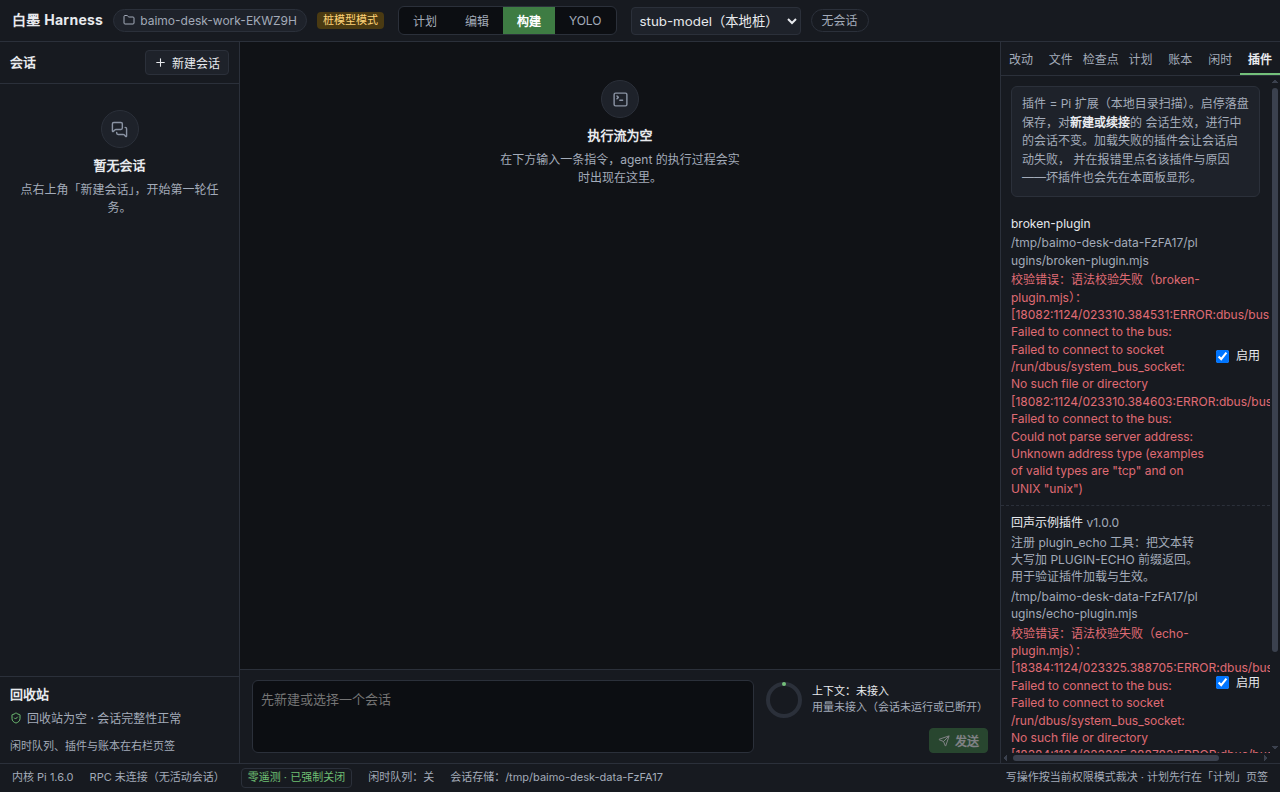 白墨 Harness
baimo-desk-work-EKWZ9H
桩模型模式
计划
编辑
构建
YOLO
stub-model（本地桩）
无会话
会话
新建会话
暂无会话
点右上角「新建会话」，开始第一轮任
务。
回收站
回收站为空 · 会话完整性正常
闲时队列、插件与账本在右栏页签
执行流为空
在下方输入一条指令，agent 的执行过程会实
时出现在这里。
先新建或选择一个会话
上下文：未接入
用量未接入（会话未运行或已断开）
发送
改动
文件
检查点
计划
账本
闲时
插件
插件 = Pi 扩展（本地目录扫描）。启停落盘
保存，对新建或续接的 会话生效，进行中
的会话不变。加载失败的插件会让会话启
动失败， 并在报错里点名该插件与原因
——坏插件也会先在本面板显形。
broken-plugin
/tmp/baimo-desk-data-FzFA17/pl
ugins/broken-plugin.mjs
校验错误：语法校验失败（broken-
plugin.mjs）：
[18082:1124/023310.384531:ERROR:dbus/bus
Failed to connect to the bus:
Failed to connect to socket
/run/dbus/system_bus_socket:
No such file or directory
[18082:1124/023310.384603:ERROR:dbus/bus
Failed to connect to the bus:
Could not parse server address:
Unknown address type (examples
of valid types are "tcp" and on
UNIX "unix")
启用
回声示例插件 v1.0.0
注册 plugin_echo 工具：把文本转
大写加 PLUGIN-ECHO 前缀返回。
用于验证插件加载与生效。
/tmp/baimo-desk-data-FzFA17/pl
ugins/echo-plugin.mjs
校验错误：语法校验失败（echo-
plugin.mjs）：
[18384:1124/023325.388705:ERROR:dbus/bus
Failed to connect to the bus:
Failed to connect to socket
/run/dbus/system_bus_socket:
No such file or directory
启用
内核 Pi 1.6.0
RPC 未连接（无活动会话）
零遥测 · 已强制关闭
闲时队列：关
会话存储：/tmp/baimo-desk-data-FzFA17
写操作按当前权限模式裁决 · 计划先行在「计划」页签